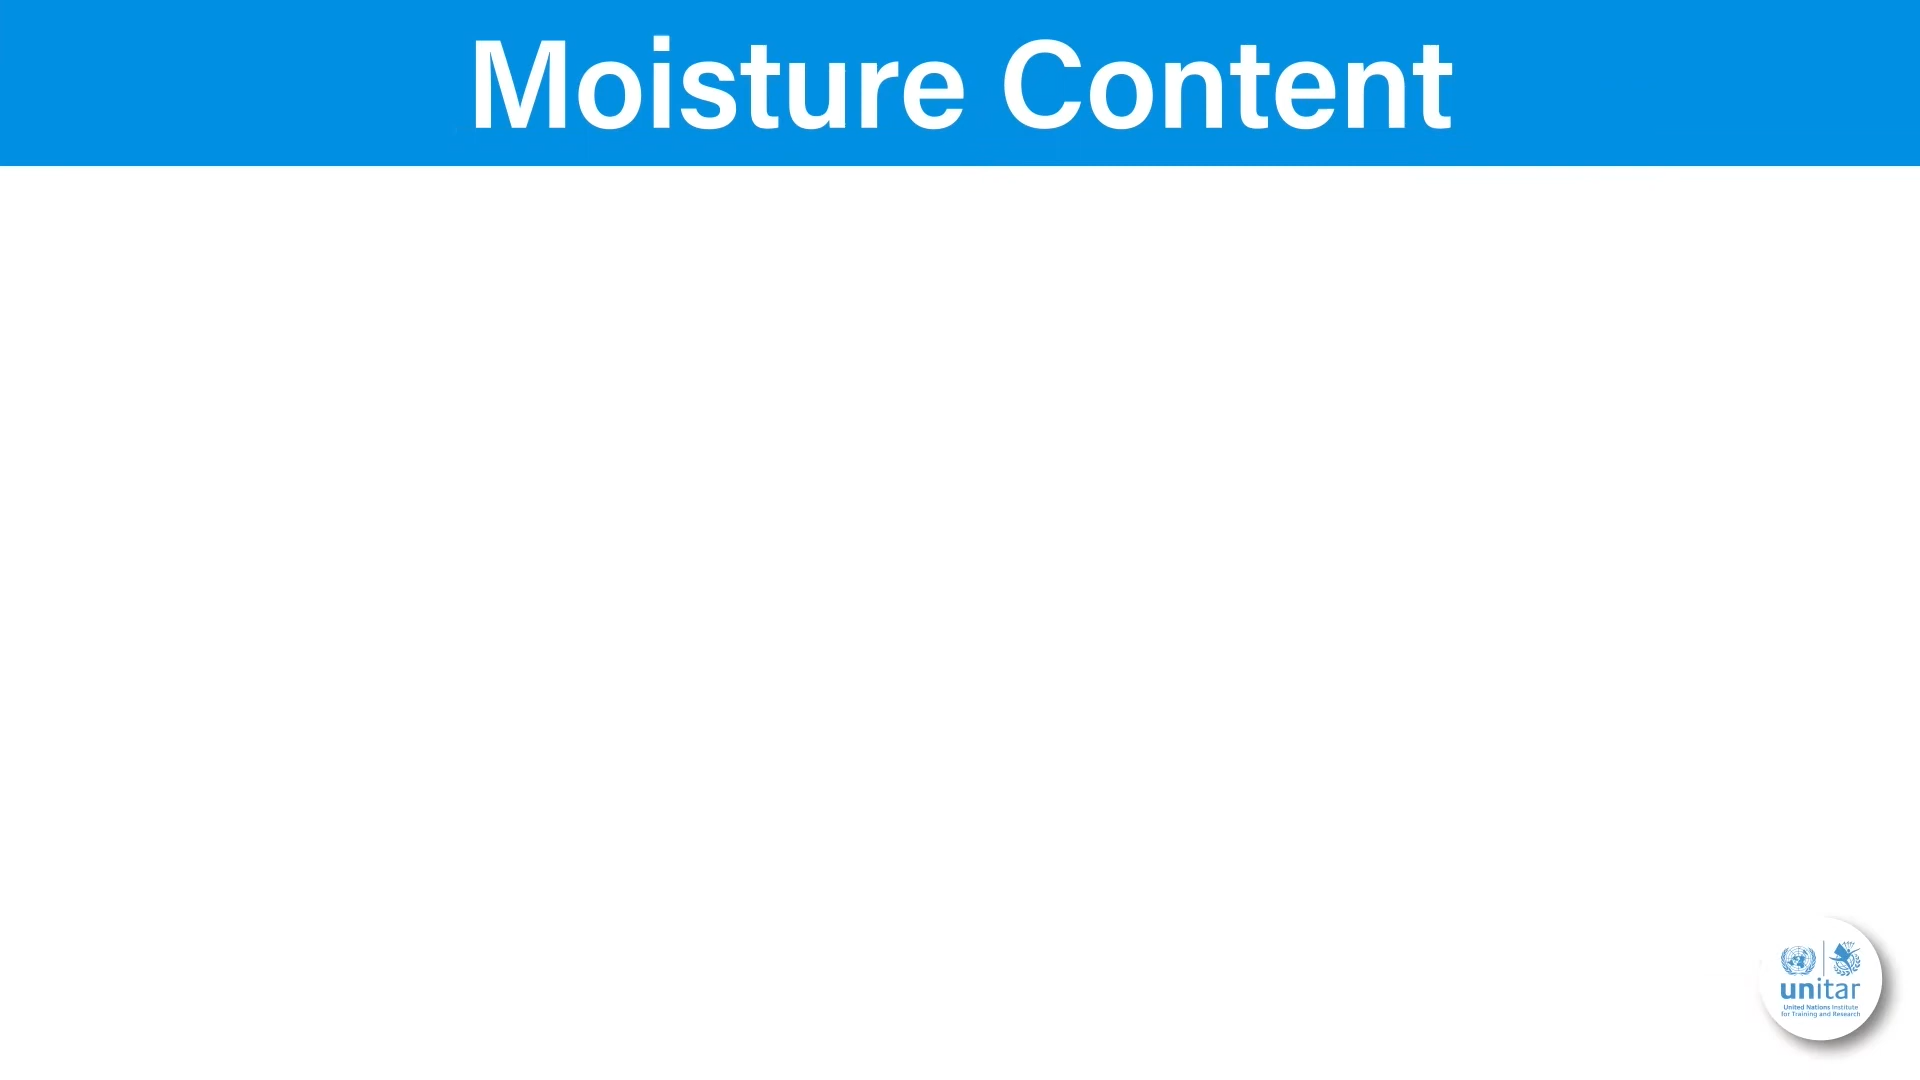 Moisture Content
unitar
United Nations Institute
for Training and Research